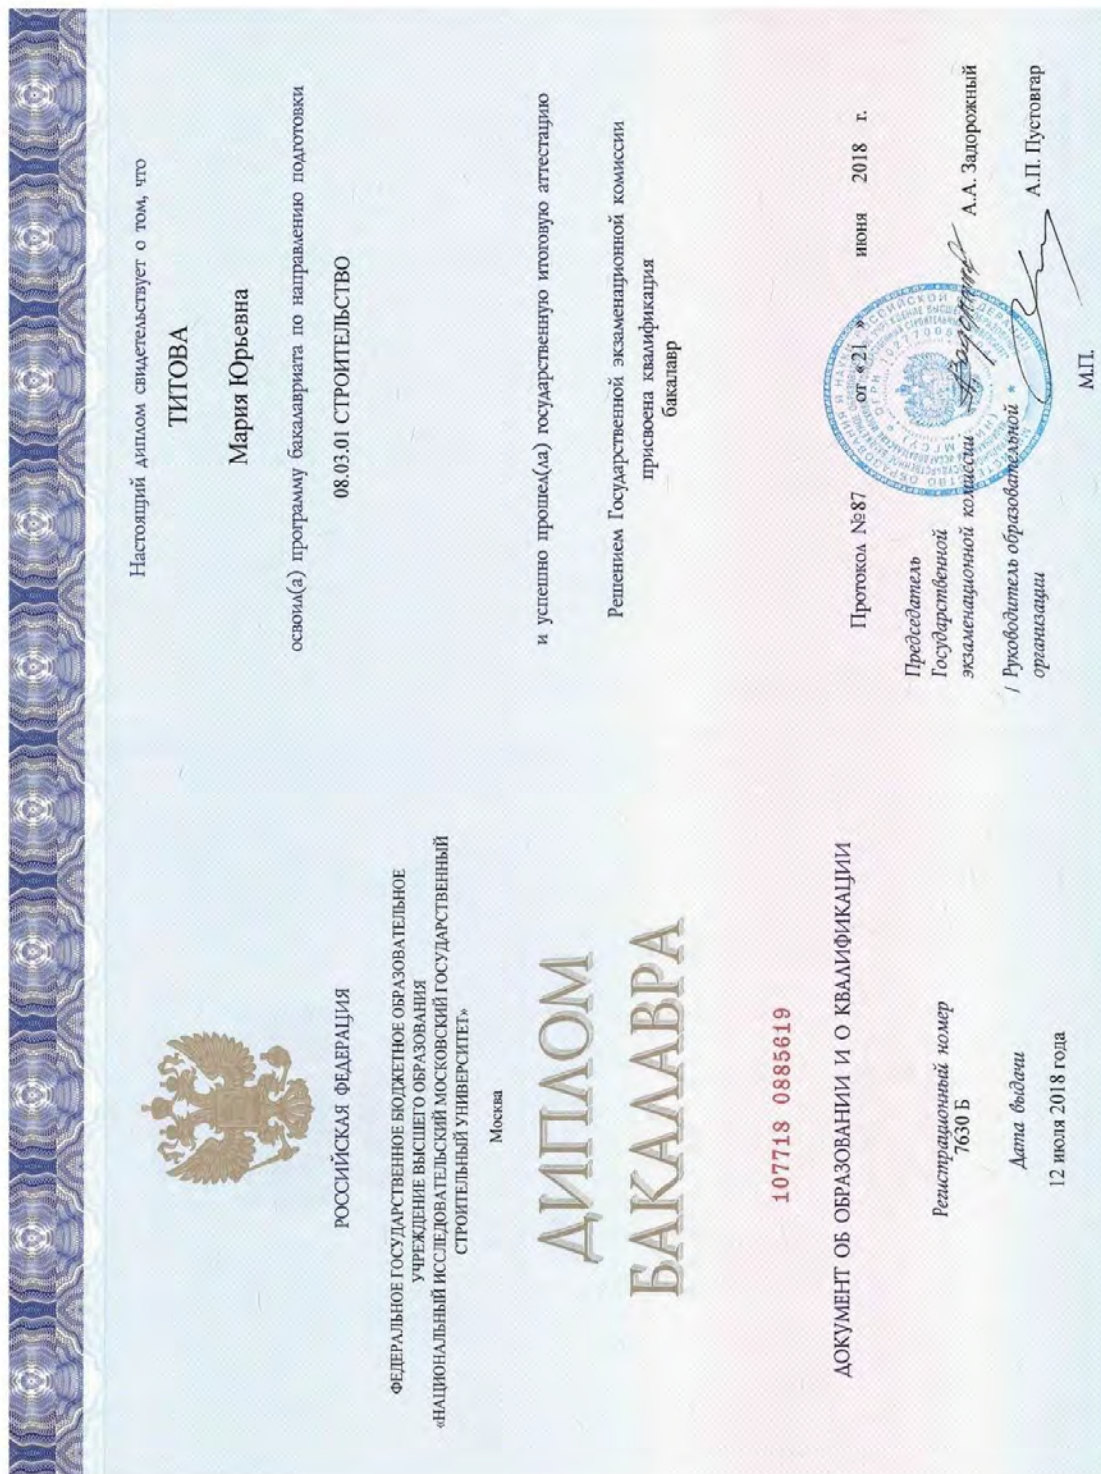 РОССИЙСКАЯ ФЕДЕРАЦИЯ
ФЕДЕРАЛЬНОЕ ГОСУДАРСТВЕННОЕ БЮДЖЕТНОЕ ОБРАЗОВАТЕЛЬНОЕ
УЧРЕЖДЕНИЕ ВЫСШЕГО ОБРАЗОВАНИЯ
«НАЦИОНАЛЬНЫЙ ИССЛЕДОВАТЕЛЬСКИЙ МОСКОВСКИЙ ГОСУДАРСТВЕННЫЙ
СТРОИТЕЛЬНЫЙ УНИВЕРСИТЕТ»
Москва
ДИПЛОМ
БАКАЛАВРА
107718 0885619
ДОКУМЕНТ ОБ ОБРАЗОВАНИИ И О КВАЛИФИКАЦИИ
Регистрационный номер
7630 Б
Дата выдачи
12 июля 2018 года
Настоящий диплом свидетельствует о том, что
ТИТОВА
Мария Юрьевна
освоил(а) программу бакалавриата по направлению подготовки
08.03.01 СТРОИТЕЛЬСТВО
и успешно прошел(ла) государственную итоговую аттестацию
Решением Государственной экзаменационной комиссии
присвоена квалификация
бакалавр
Протокол №87 от «21 » июня 2018 г.
Председатель
Государственной
экзаменационной комиссии А.А. Задорожный
/ Руководитель образовательной А.П. Пустовгар
организации
М.П.